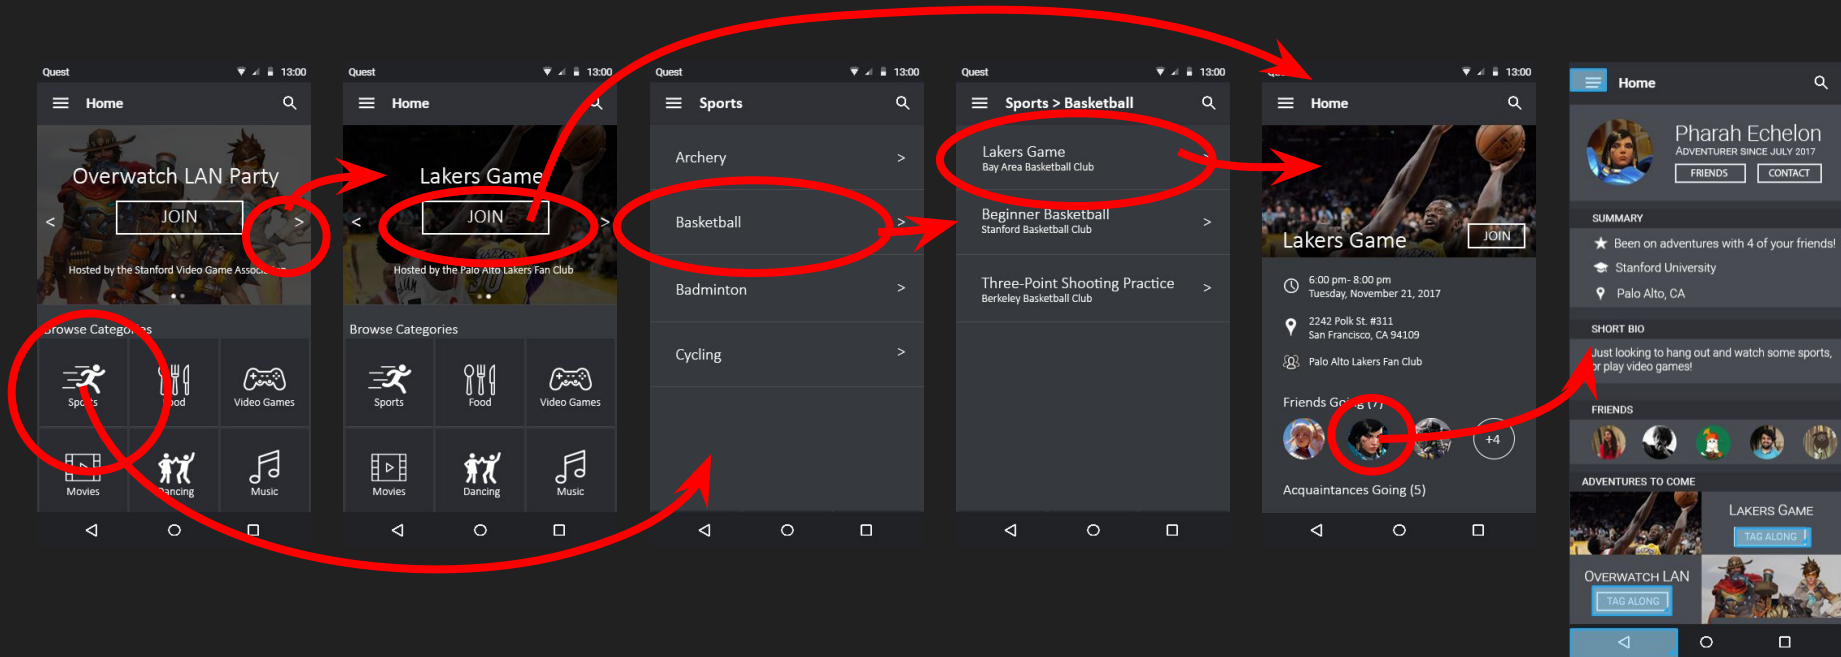 Quest
13:00
Home
Overwatch LAN Party
<
JOIN
>
Hosted by the Stanford Video Game Association
Browse Categories
Sports
Food
Video Games
Movies
Dancing
Music
Quest
13:00
Home
Lakers Game
<
JOIN
>
Hosted by the Palo Alto Lakers Fan Club
Browse Categories
Sports
Food
Video Games
Movies
Dancing
Music
Quest
13:00
Sports
Archery >
Basketball >
Badminton >
Cycling >
Quest
13:00
Sports > Basketball
Lakers Game >
Bay Area Basketball Club
Beginner Basketball >
Stanford Basketball Club
Three-Point Shooting Practice >
Berkeley Basketball Club
13:00
Home
Lakers Game
JOIN
6:00 pm- 8:00 pm
Tuesday, November 21, 2017
2242 Polk St. #311
San Francisco, CA 94109
Palo Alto Lakers Fan Club
Friends Going (7)
+4
Acquaintances Going (5)
Home
Pharah Echelon
ADVENTURER SINCE JULY 2017
FRIENDS
CONTACT
SUMMARY
Been on adventures with 4 of your friends!
Stanford University
Palo Alto, CA
SHORT BIO
Just looking to hang out and watch some sports,
or play video games!
FRIENDS
ADVENTURES TO COME
LAKERS GAME
TAG ALONG
OVERWATCH LAN
TAG ALONG